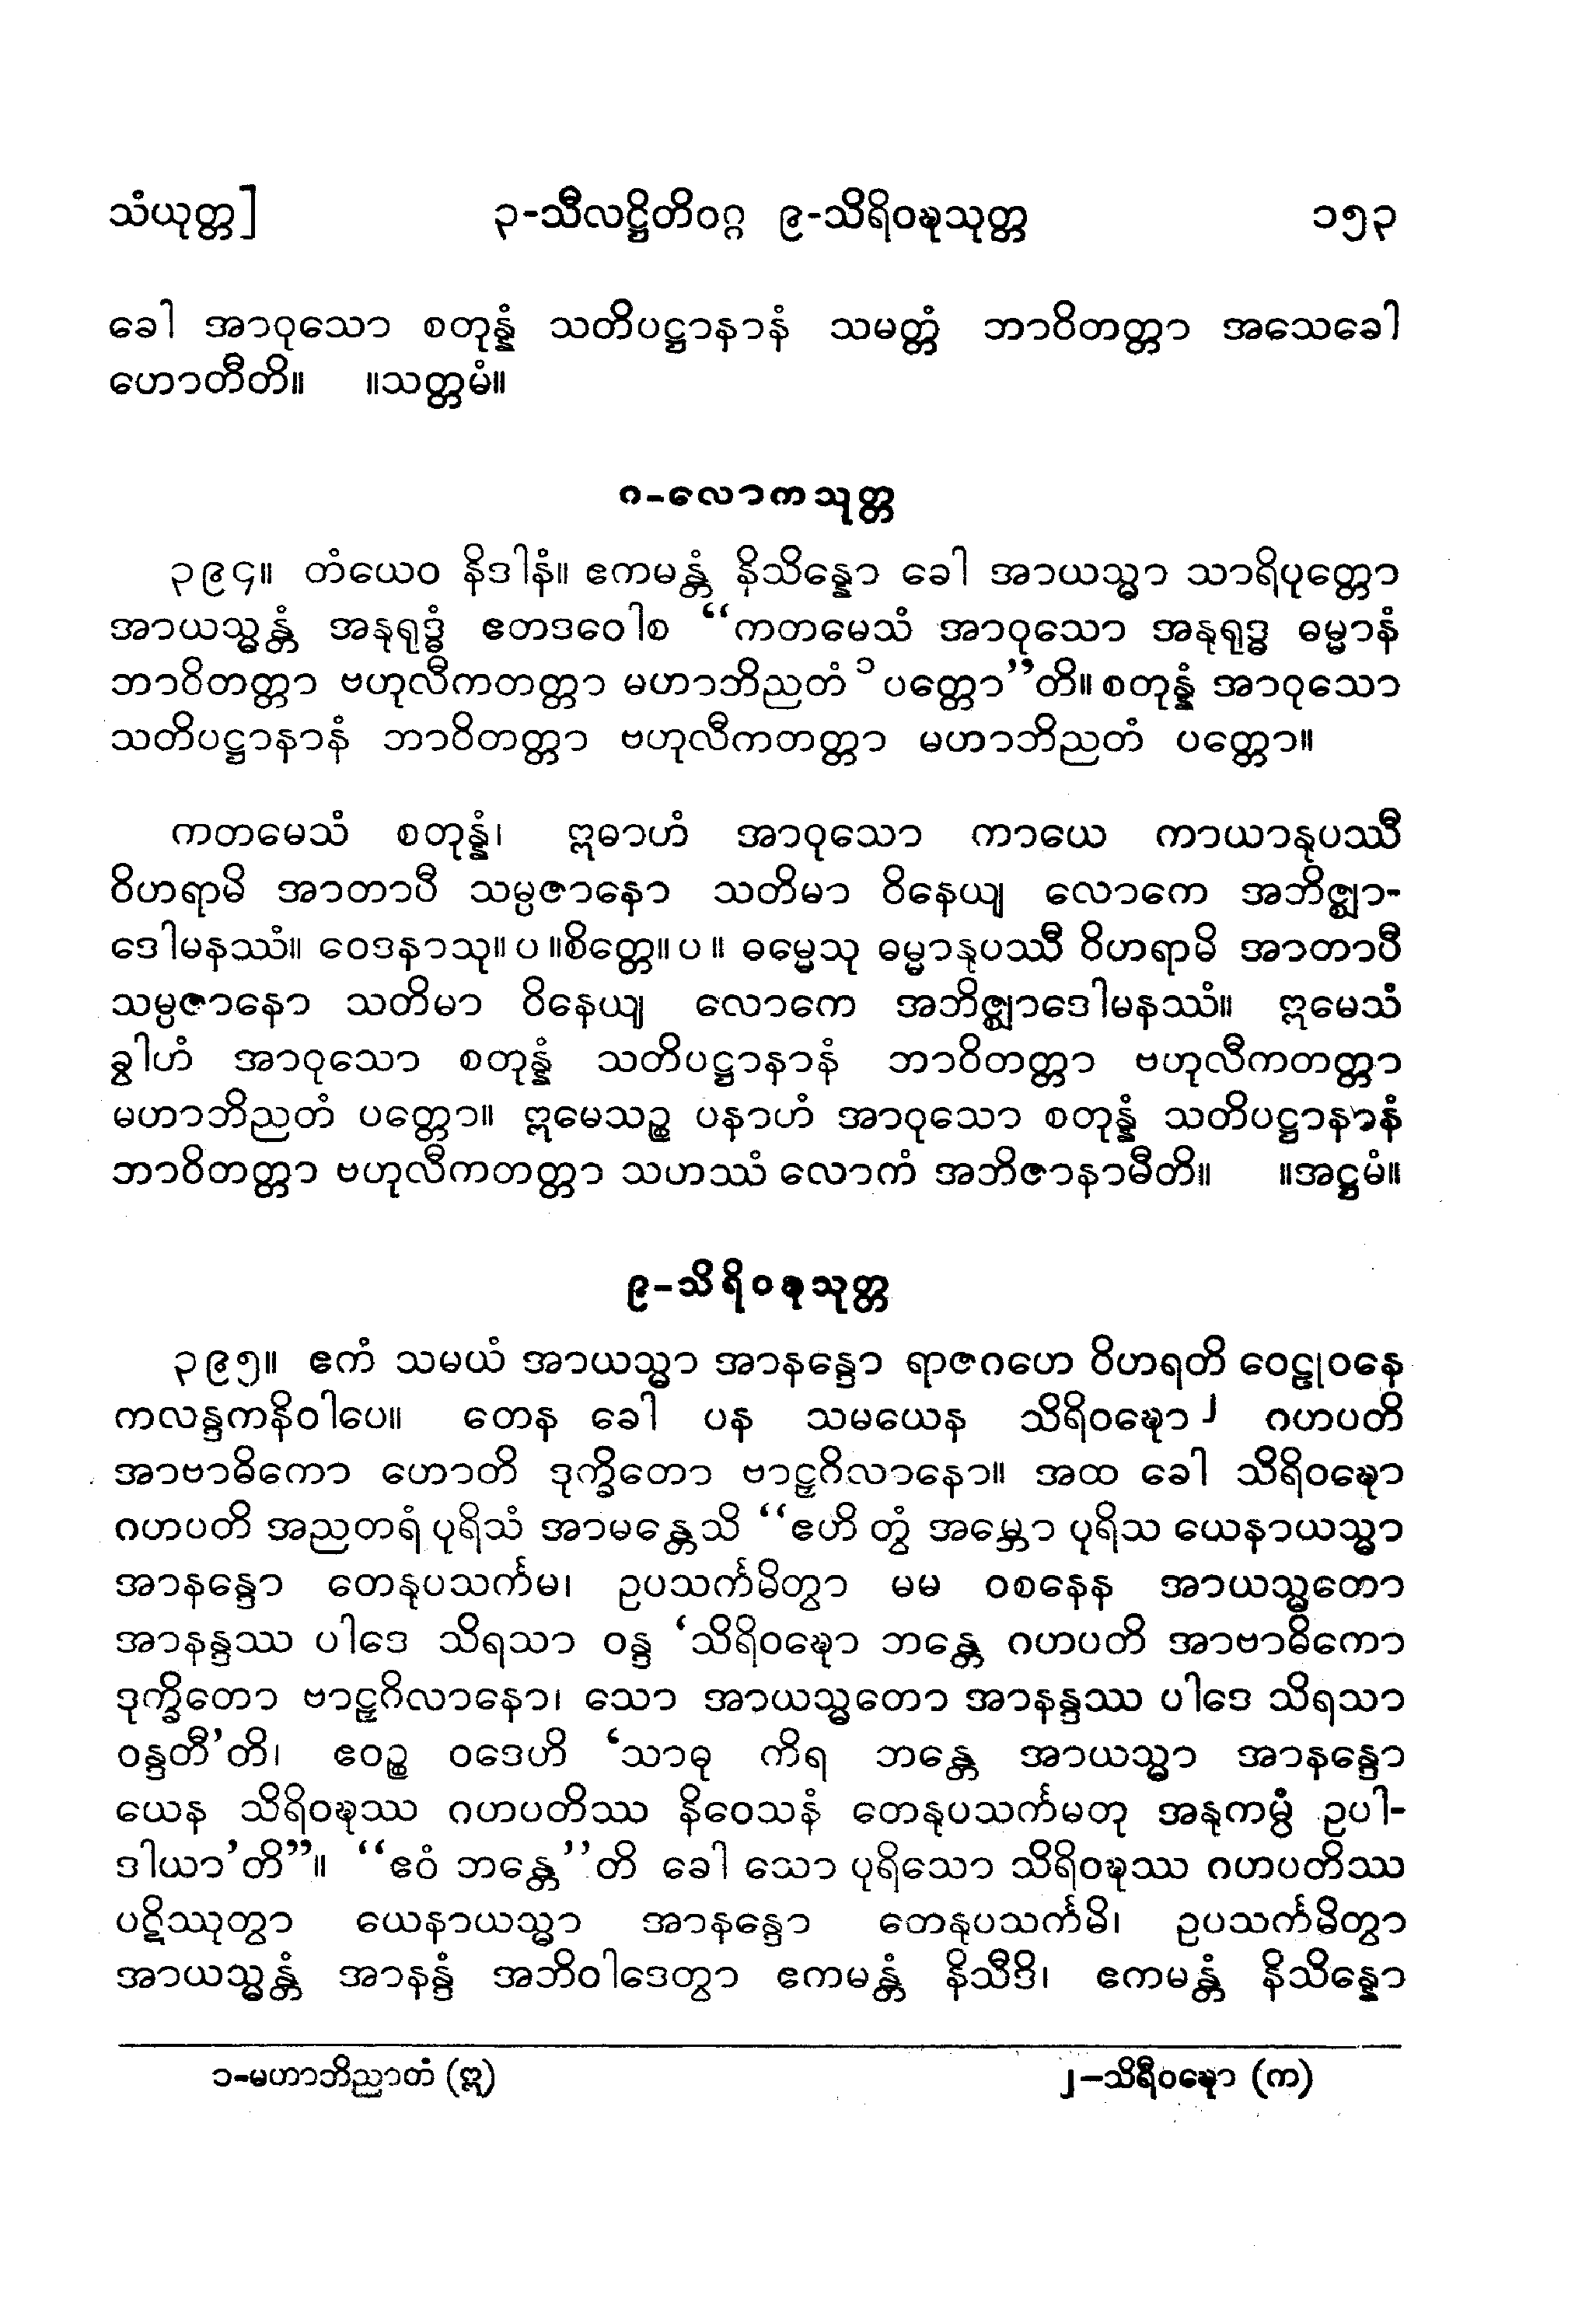 သံယုတ္တ] ၃-သီလဋ္ဌိတိဝဂ္ဂ ၉-သိရိဝဍ္ဎသုတ္တ ၁၅၃
ခေါ အာဝုသော စတုန္နံ သတိပဋ္ဌာနာနံ သမတ္တံ ဘာဝိတတ္တာ အသေခေါ
ဟောတီတိ။ ။သတ္တမံ။
၈-လောကသုတ္တ
၃၉၄။ တံယေဝ နိဒါနံ။ ဧကမန္တံ နိသိန္နော ခေါ အာယသ္မာ သာရိပုတ္တော
အာယသ္မန္တံ အနုရုဒ္ဓံ ဧတဒဝေါစ “ကတမေသံ အာဝုသော အနုရုဒ္ဓ ဓမ္မာနံ
ဘာဝိတတ္တာ ဗဟုလီကတတ္တာ မဟာဘိညတံ ၁ ပတ္တော”တိ။ စတုန္နံ အာဝုသော
သတိပဋ္ဌာနာနံ ဘာဝိတတ္တာ ဗဟုလီကတတ္တာ မဟာဘိညတံ ပတ္တော။
ကတမေသံ စတုန္နံ၊ ဣဓာဟံ အာဝုသော ကာယေ ကာယာနုပဿီ
ဝိဟရာမိ အာတာပီ သမ္ပဇာနော သတိမာ ဝိနေယျ လောကေ အဘိဇ္ဈာ-
ဒေါမနဿံ။ ဝေဒနာသု။ ပ ။စိတ္တေ။ ပ ။ ဓမ္မေသု ဓမ္မာနုပဿီ ဝိဟရာမိ အာတာပီ
သမ္ပဇာနော သတိမာ ဝိနေယျ လောကေ အဘိဇ္ဈာဒေါမနဿံ။ ဣမေသံ
ခွါဟံ အာဝုသော စတုန္နံ သတိပဋ္ဌာနာနံ ဘာဝိတတ္တာ ဗဟုလီကတတ္တာ
မဟာဘိညတံ ပတ္တော။ ဣမေသဉ္စ ပနာဟံ အာဝုသော စတုန္နံ သတိပဋ္ဌာနာနံ
ဘာဝိတတ္တာ ဗဟုလီကတတ္တာ သဟဿံ လောကံ အဘိဇာနာမီတိ။ ။အဋ္ဌမံ။
၉-သိရိဝဍ္ဎသုတ္တ
၃၉၅။ ဧကံ သမယံ အာယသ္မာ အာနန္ဒော ရာဇဂဟေ ဝိဟရတိ ဝေဠုဝနေ
ကလန္ဒကနိဝါပေ။ တေန ခေါ ပန သမယေန သိရိဝဍ္ဎော ၂ ဂဟပတိ
အာဗာဓိကော ဟောတိ ဒုက္ခိတော ဗာဠှဂိလာနော။ အထ ခေါ သိရိဝဍ္ဎော
ဂဟပတိ အညတရံ ပုရိသံ အာမန္တေသိ “ဧဟိ တွံ အမ္ဘော ပုရိသ ယေနာယသ္မာ
အာနန္ဒော တေနုပသင်္ကမ၊ ဥပသင်္ကမိတွာ မမ ဝစနေန အာယသ္မတော
အာနန္ဒဿ ပါဒေ သိရသာ ဝန္ဒ ‘သိရိဝဍ္ဎော ဘန္တေ ဂဟပတိ အာဗာဓိကော
ဒုက္ခိတော ဗာဠှဂိလာနော၊ သော အာယသ္မတော အာနန္ဒဿ ပါဒေ သိရသာ
ဝန္ဒတီ’တိ၊ ဧဝဉ္စ ဝဒေဟိ ‘သာဓု ကိရ ဘန္တေ အာယသ္မာ အာနန္ဒော
ယေန သိရိဝဍ္ဎဿ ဂဟပတိဿ နိဝေသနံ တေနုပသင်္ကမတု အနုကမ္ပံ ဥပါ-
ဒါယာ’တိ”။ “ဧဝံ ဘန္တေ”တိ ခေါ သော ပုရိသော သိရိဝဍ္ဎဿ ဂဟပတိဿ
ပဋိဿုတွာ ယေနာယသ္မာ အာနန္ဒော တေနုပသင်္ကမိ၊ ဥပသင်္ကမိတွာ
အာယသ္မန္တံ အာနန္ဒံ အဘိဝါဒေတွာ ဧကမန္တံ နိသီဒိ၊ ဧကမန္တံ နိသိန္နော
၁-မဟာဘိညာတံ (ဣ) ၂-သိရီဝဍ္ဎော (က)